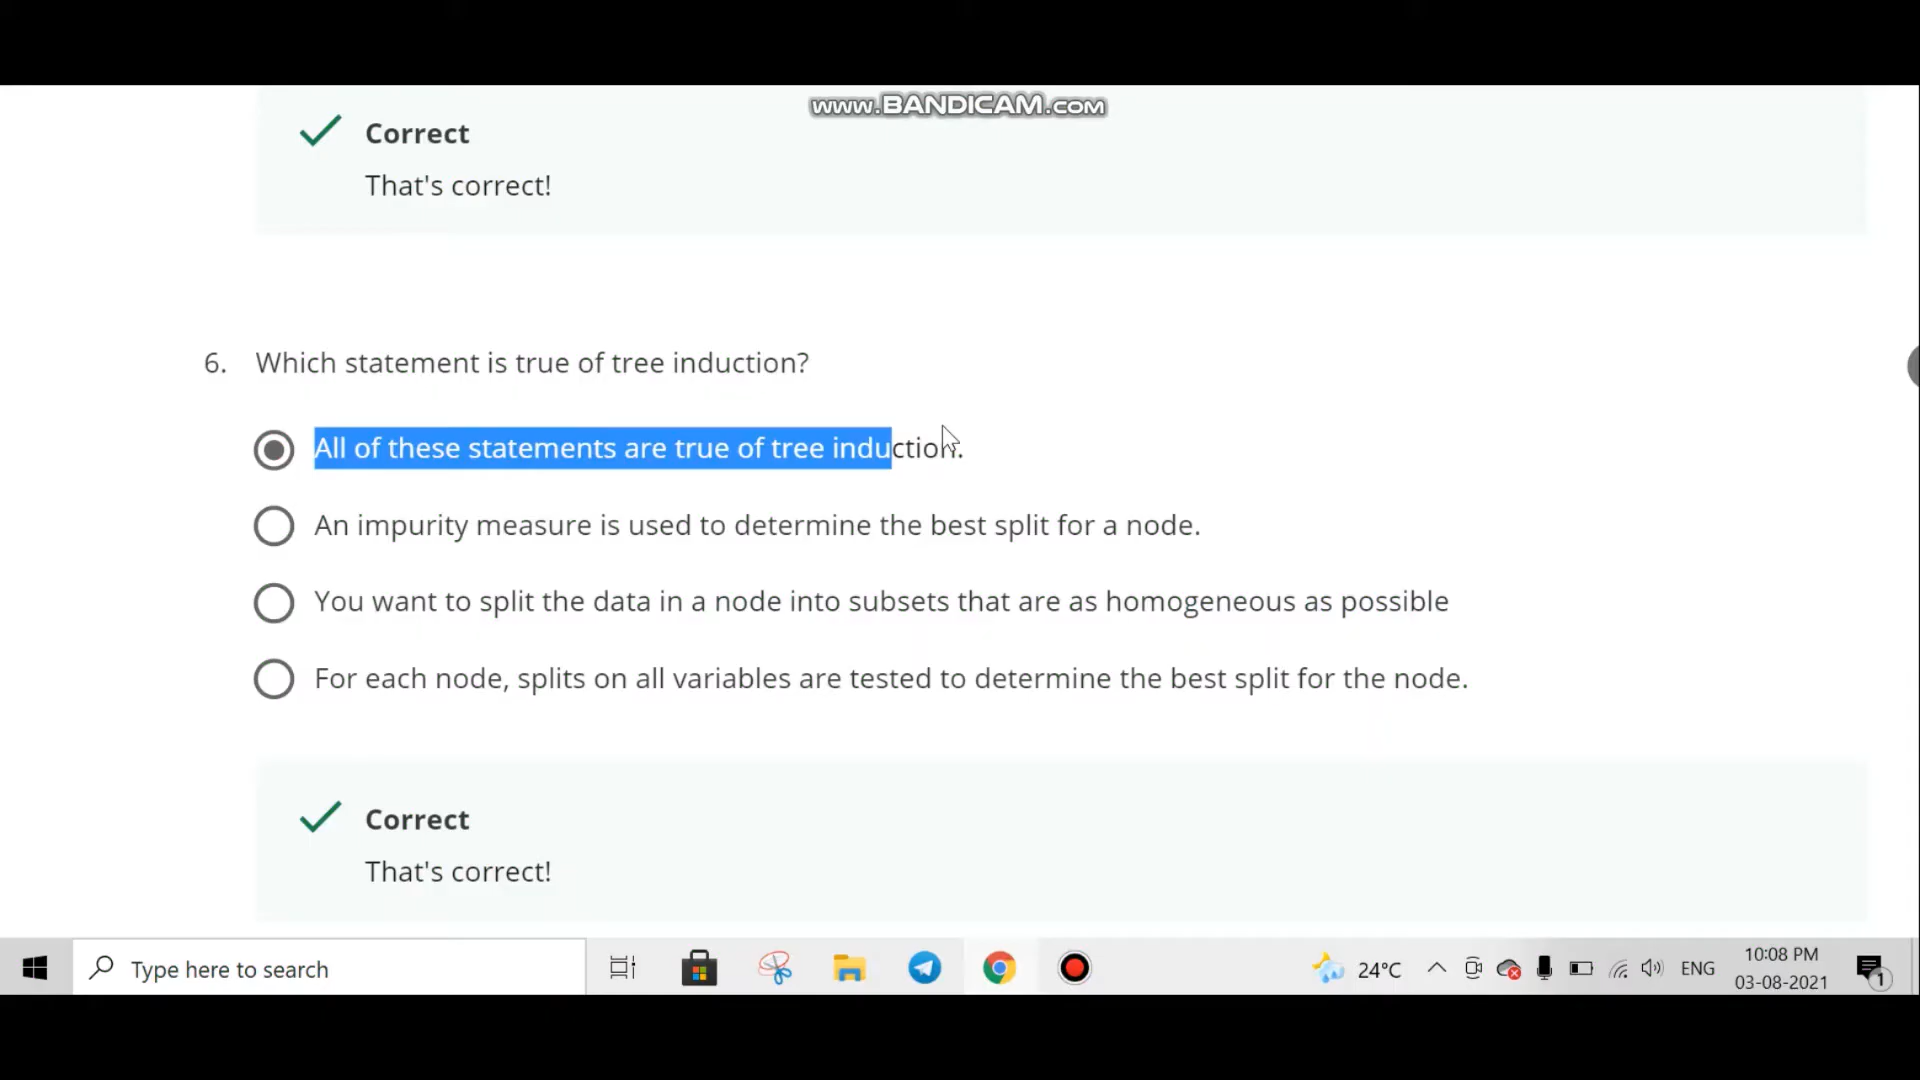 www.BANDICAM.com
Correct
That's correct!
6. Which statement is true of tree induction?
All of these statements are true of tree induction.
An impurity measure is used to determine the best split for a node.
You want to split the data in a node into subsets that are as homogeneous as possible
For each node, splits on all variables are tested to determine the best split for the node.
Correct
That's correct!
Type here to search
24°C
ENG
10:08 PM
03-08-2021
1